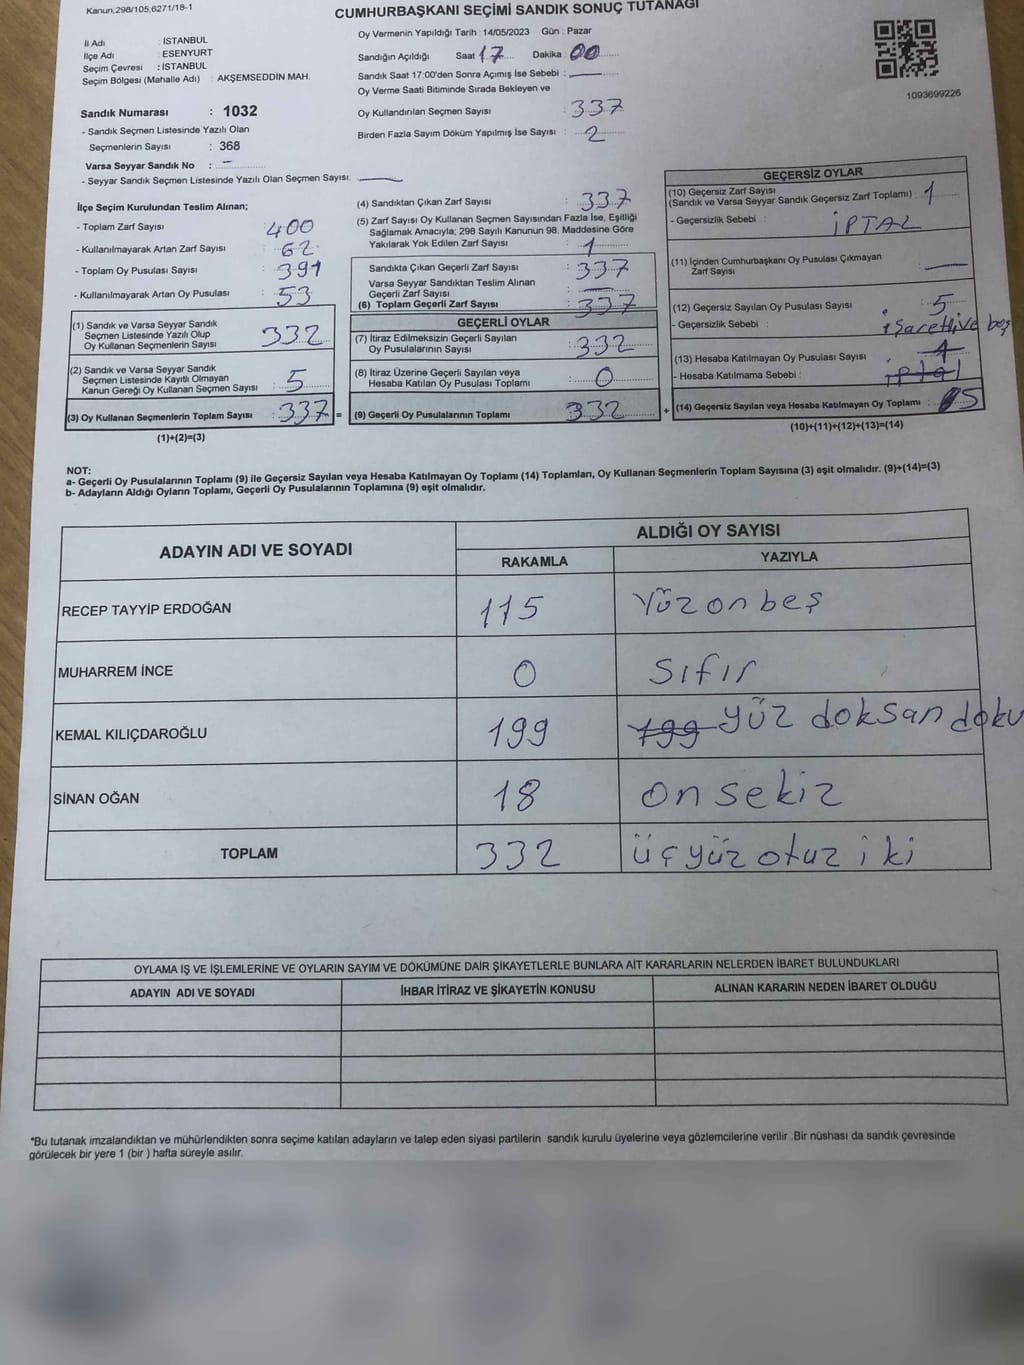 Kanun,298/105,6271/18-1
CUMHURBAŞKANI SEÇİMİ SANDIK SONUÇ TUTANAĞI
İl Adı : İSTANBUL
İlçe Adı : ESENYURT
Seçim Çevresi : İSTANBUL
Seçim Bölgesi (Mahalle Adı) : AKŞEMSEDDİN MAH.
Oy Vermenin Yapıldığı Tarih : 14/05/2023 Gün : Pazar
Sandığın Açıldığı Saat : 17 Dakika : 00
Sandık Saat 17:00'den Sonra Açımış İse Sebebi : —
Oy Verme Saati Bitiminde Sırada Bekleyen ve
Oy Kullandırılan Seçmen Sayısı : 337
Birden Fazla Sayım Döküm Yapılmış İse Sayısı : 2
1093699226
Sandık Numarası : 1032
- Sandık Seçmen Listesinde Yazılı Olan
Seçmenlerin Sayısı : 368
Varsa Seyyar Sandık No : —
- Seyyar Sandık Seçmen Listesinde Yazılı Olan Seçmen Sayısı: —
İlçe Seçim Kurulundan Teslim Alınan;
- Toplam Zarf Sayısı : 400
- Kullanılmayarak Artan Zarf Sayısı : 62
- Toplam Oy Pusulası Sayısı : 391
- Kullanılmayarak Artan Oy Pusulası : 53
(1) Sandık ve Varsa Seyyar Sandık
Seçmen Listesinde Yazılı Olup
Oy Kullanan Seçmenlerin Sayısı : 332
(2) Sandık ve Varsa Seyyar Sandık
Seçmen Listesinde Kayıtlı Olmayan
Kanun Gereği Oy Kullanan Seçmen Sayısı : 5
(3) Oy Kullanan Seçmenlerin Toplam Sayısı : 337 =
(1)+(2)=(3)
(4) Sandıktan Çıkan Zarf Sayısı : 337
(5) Zarf Sayısı Oy Kullanan Seçmen Sayısından Fazla İse, Eşitliği
Sağlamak Amacıyla; 298 Sayılı Kanunun 98. Maddesine Göre
Yakılarak Yok Edilen Zarf Sayısı : 1
Sandıkta Çıkan Geçerli Zarf Sayısı : 337
Varsa Seyyar Sandıktan Teslim Alınan
Geçerli Zarf Sayısı : —
(6) Toplam Geçerli Zarf Sayısı : 337
GEÇERLİ OYLAR
(7) İtiraz Edilmeksizin Geçerli Sayılan
Oy Pusulalarının Sayısı : 332
(8) İtiraz Üzerine Geçerli Sayılan veya
Hesaba Katılan Oy Pusulası Toplamı : 0
(9) Geçerli Oy Pusulalarının Toplamı : 332 +
GEÇERSİZ OYLAR
(10) Geçersiz Zarf Sayısı
(Sandık ve Varsa Seyyar Sandık Geçersiz Zarf Toplamı) : 1
- Geçersizlik Sebebi : İPTAL
(11) İçinden Cumhurbaşkanı Oy Pusulası Çıkmayan
Zarf Sayısı : —
(12) Geçersiz Sayılan Oy Pusulası Sayısı : 5
- Geçersizlik Sebebi : işaretlive beş
(13) Hesaba Katılmayan Oy Pusulası Sayısı : 1
- Hesaba Katılmama Sebebi : iptal
(14) Geçersiz Sayılan veya Hesaba Katılmayan Oy Toplamı : 5
(10)+(11)+(12)+(13)=(14)
NOT:
a- Geçerli Oy Pusulalarının Toplamı (9) ile Geçersiz Sayılan veya Hesaba Katılmayan Oy Toplamı (14) Toplamları, Oy Kullanan Seçmenlerin Toplam Sayısına (3) eşit olmalıdır. (9)+(14)=(3)
b- Adayların Aldığı Oyların Toplamı, Geçerli Oy Pusulalarının Toplamına (9) eşit olmalıdır.
ADAYIN ADI VE SOYADI ALDIĞI OY SAYISI
RAKAMLA YAZIYLA
RECEP TAYYİP ERDOĞAN 115 Yüz on beş
MUHARREM İNCE 0 Sıfır
KEMAL KILIÇDAROĞLU 199 199 yüz doksan doku
SİNAN OĞAN 18 on sekiz
TOPLAM 332 üçyüz otuz iki
OYLAMA İŞ VE İŞLEMLERİNE VE OYLARIN SAYIM VE DÖKÜMÜNE DAİR ŞİKAYETLERLE BUNLARA AİT KARARLARIN NELERDEN İBARET BULUNDUKLARI
ADAYIN ADI VE SOYADI İHBAR İTİRAZ VE ŞİKAYETİN KONUSU ALINAN KARARIN NEDEN İBARET OLDUĞU
*Bu tutanak imzalandıktan ve mühürlendikten sonra seçime katılan adayların ve talep eden siyasi partilerin sandık kurulu üyelerine veya gözlemcilerine verilir .Bir nüshası da sandık çevresinde
görülecek bir yere 1 (bir ) hafta süreyle asılır.